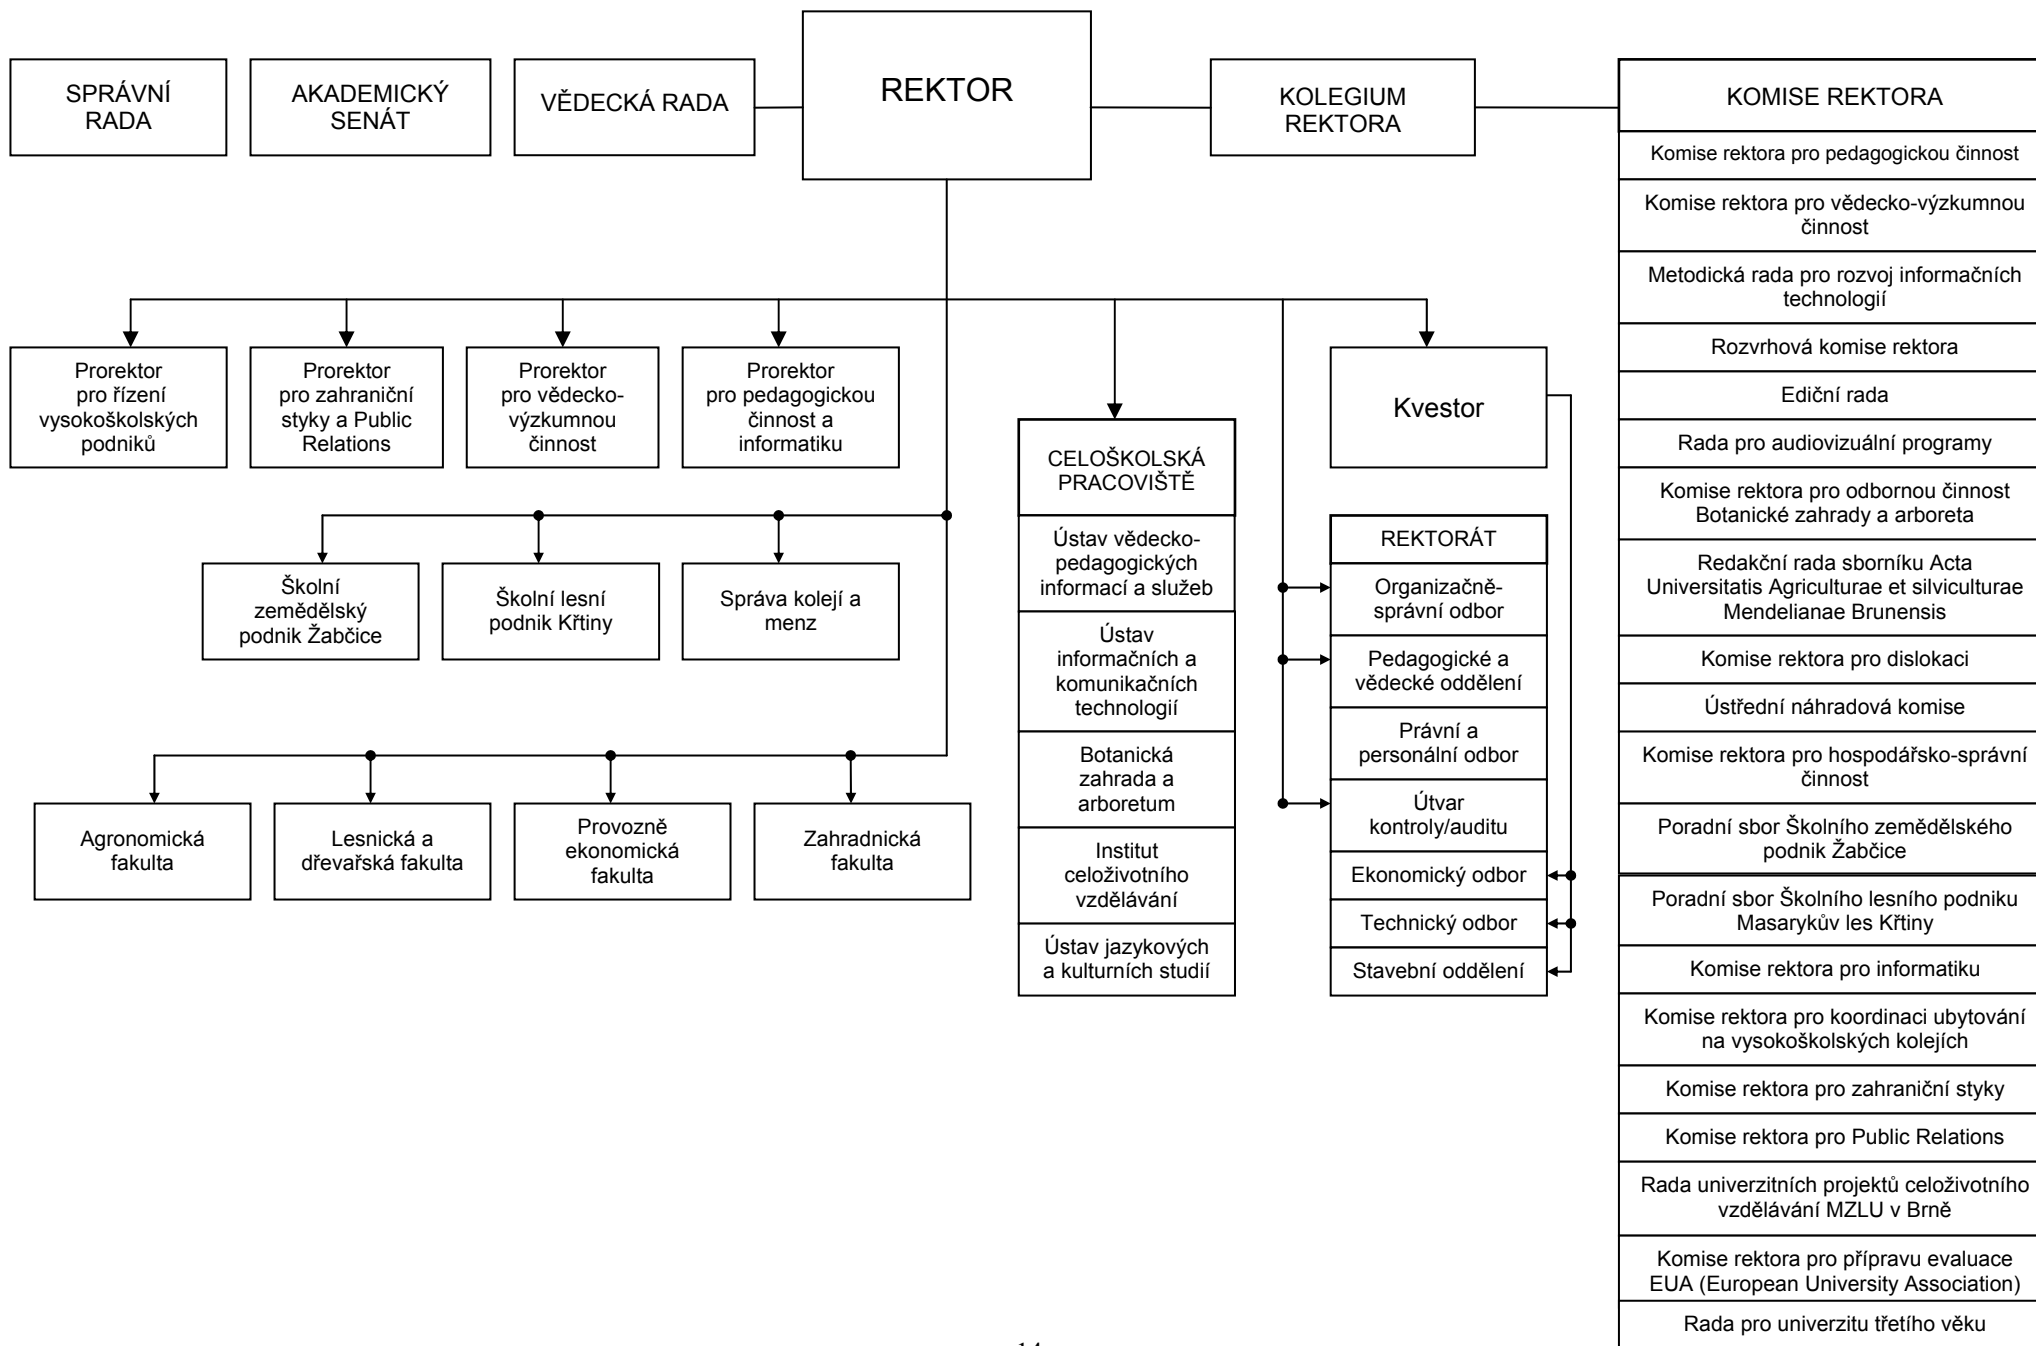 SPRÁVNÍ
RADA
AKADEMICKÝ
SENÁT
VĚDECKÁ RADA
REKTOR
KOLEGIUM
REKTORA
KOMISE REKTORA
Komise rektora pro pedagogickou činnost
Komise rektora pro vědecko-výzkumnou
činnost
Metodická rada pro rozvoj informačních
technologií
Rozvrhová komise rektora
Ediční rada
Rada pro audiovizuální programy
Komise rektora pro odbornou činnost
Botanické zahrady a arboreta
Redakční rada sborníku Acta
Universitatis Agriculturae et silviculturae
Mendelianae Brunensis
Komise rektora pro dislokaci
Ústřední náhradová komise
Komise rektora pro hospodářsko-správní
činnost
Poradní sbor Školního zemědělského
podnik Žabčice
Poradní sbor Školního lesního podniku
Masarykův les Křtiny
Komise rektora pro informatiku
Komise rektora pro koordinaci ubytování
na vysokoškolských kolejích
Komise rektora pro zahraniční styky
Komise rektora pro Public Relations
Rada univerzitních projektů celoživotního
vzdělávání MZLU v Brně
Komise rektora pro přípravu evaluace
EUA (European University Association)
Rada pro univerzitu třetího věku
Prorektor
pro řízení
vysokoškolských
podniků
Prorektor
pro zahraniční
styky a Public
Relations
Prorektor
pro vědecko-
výzkumnou
činnost
Prorektor
pro pedagogickou
činnost a
informatiku
Kvestor
CELOŠKOLSKÁ
PRACOVIŠTĚ
Ústav vědecko-
pedagogických
informací a služeb
Ústav
informačních a
komunikačních
technologií
Botanická
zahrada a
arboretum
Institut
celoživotního
vzdělávání
Ústav jazykových
a kulturních studií
REKTORÁT
Organizačně-
správní odbor
Pedagogické a
vědecké oddělení
Právní a
personální odbor
Útvar
kontroly/auditu
Ekonomický odbor
Technický odbor
Stavební oddělení
Školní
zemědělský
podnik Žabčice
Školní lesní
podnik Křtiny
Správa kolejí a
menz
Agronomická
fakulta
Lesnická a
dřevařská fakulta
Provozně
ekonomická
fakulta
Zahradnická
fakulta